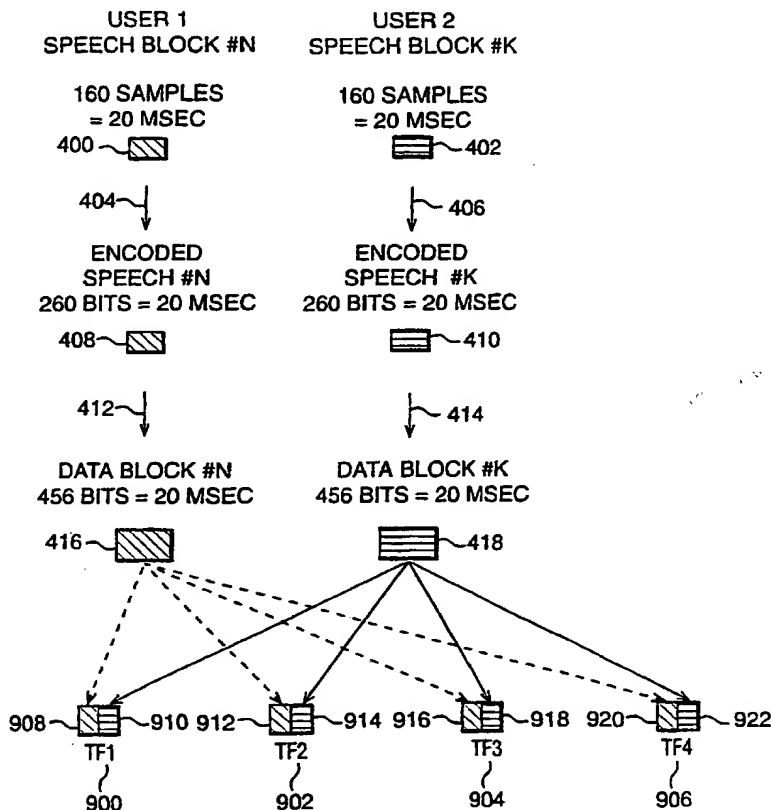 USER 1 USER 2
SPEECH BLOCK #N SPEECH BLOCK #K
160 SAMPLES 160 SAMPLES
= 20 MSEC = 20 MSEC
400 402
404 406
ENCODED ENCODED
SPEECH #N SPEECH #K
260 BITS = 20 MSEC 260 BITS = 20 MSEC
408 410
412 414
DATA BLOCK #N DATA BLOCK #K
456 BITS = 20 MSEC 456 BITS = 20 MSEC
416 418
908 910 912 914 916 918 920 922
TF1 TF2 TF3 TF4
900 902 904 906